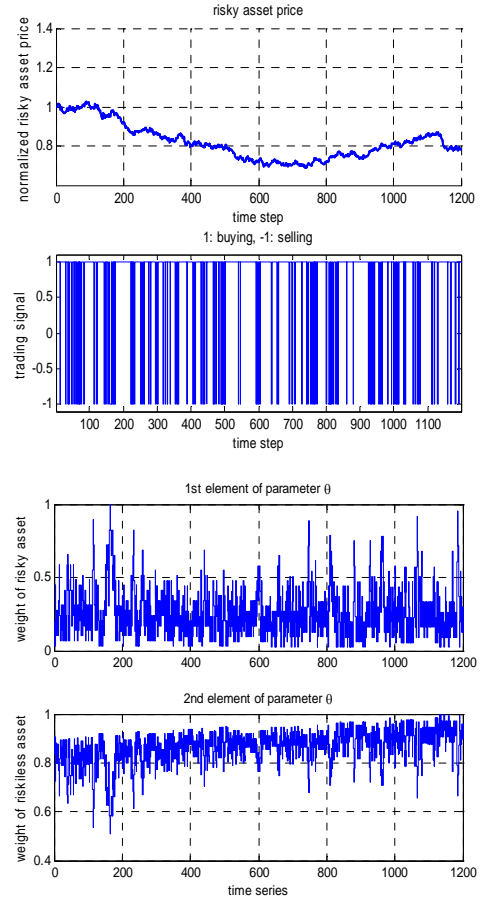 risky asset price
normalized risky asset price
1.4
1.2
1
0.8
0 200 400 600 800 1000 1200
time step
1: buying, -1: selling
trading signal
1
0.5
0
-0.5
-1
100 200 300 400 500 600 700 800 900 1000 1100
time step
1st element of parameter θ
weight of risky asset
1
0.5
0
0 200 400 600 800 1000 1200
2nd element of parameter θ
weight of riskiless asset
1
0.8
0.6
0.4
0 200 400 600 800 1000 1200
time series